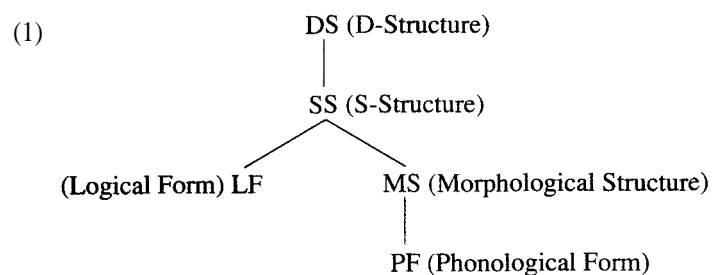 (1)
DS (D-Structure)
SS (S-Structure)
(Logical Form) LF
MS (Morphological Structure)
PF (Phonological Form)